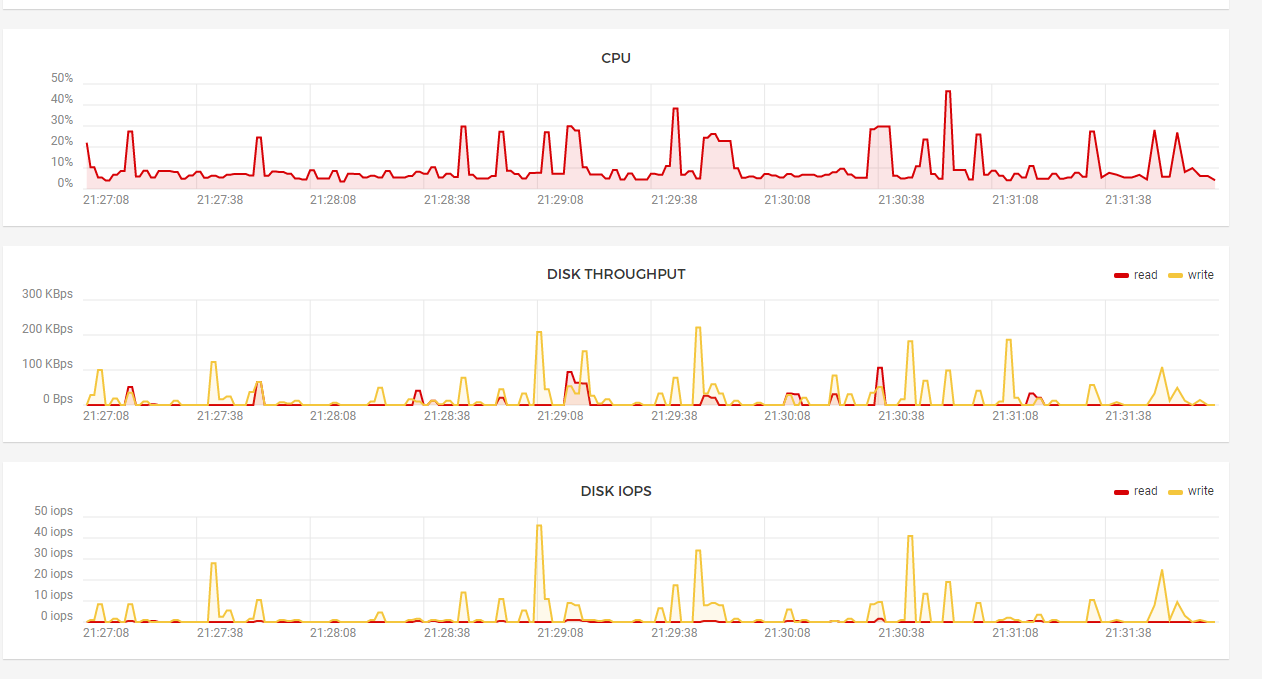 CPU
50%
40%
30%
20%
10%
0%
21:27:08 21:27:38 21:28:08 21:28:38 21:29:08 21:29:38 21:30:08 21:30:38 21:31:08 21:31:38
DISK THROUGHPUT
read write
300 KBps
200 KBps
100 KBps
0 Bps
21:27:08 21:27:38 21:28:08 21:28:38 21:29:08 21:29:38 21:30:08 21:30:38 21:31:08 21:31:38
DISK IOPS
read write
50 iops
40 iops
30 iops
20 iops
10 iops
0 iops
21:27:08 21:27:38 21:28:08 21:28:38 21:29:08 21:29:38 21:30:08 21:30:38 21:31:08 21:31:38